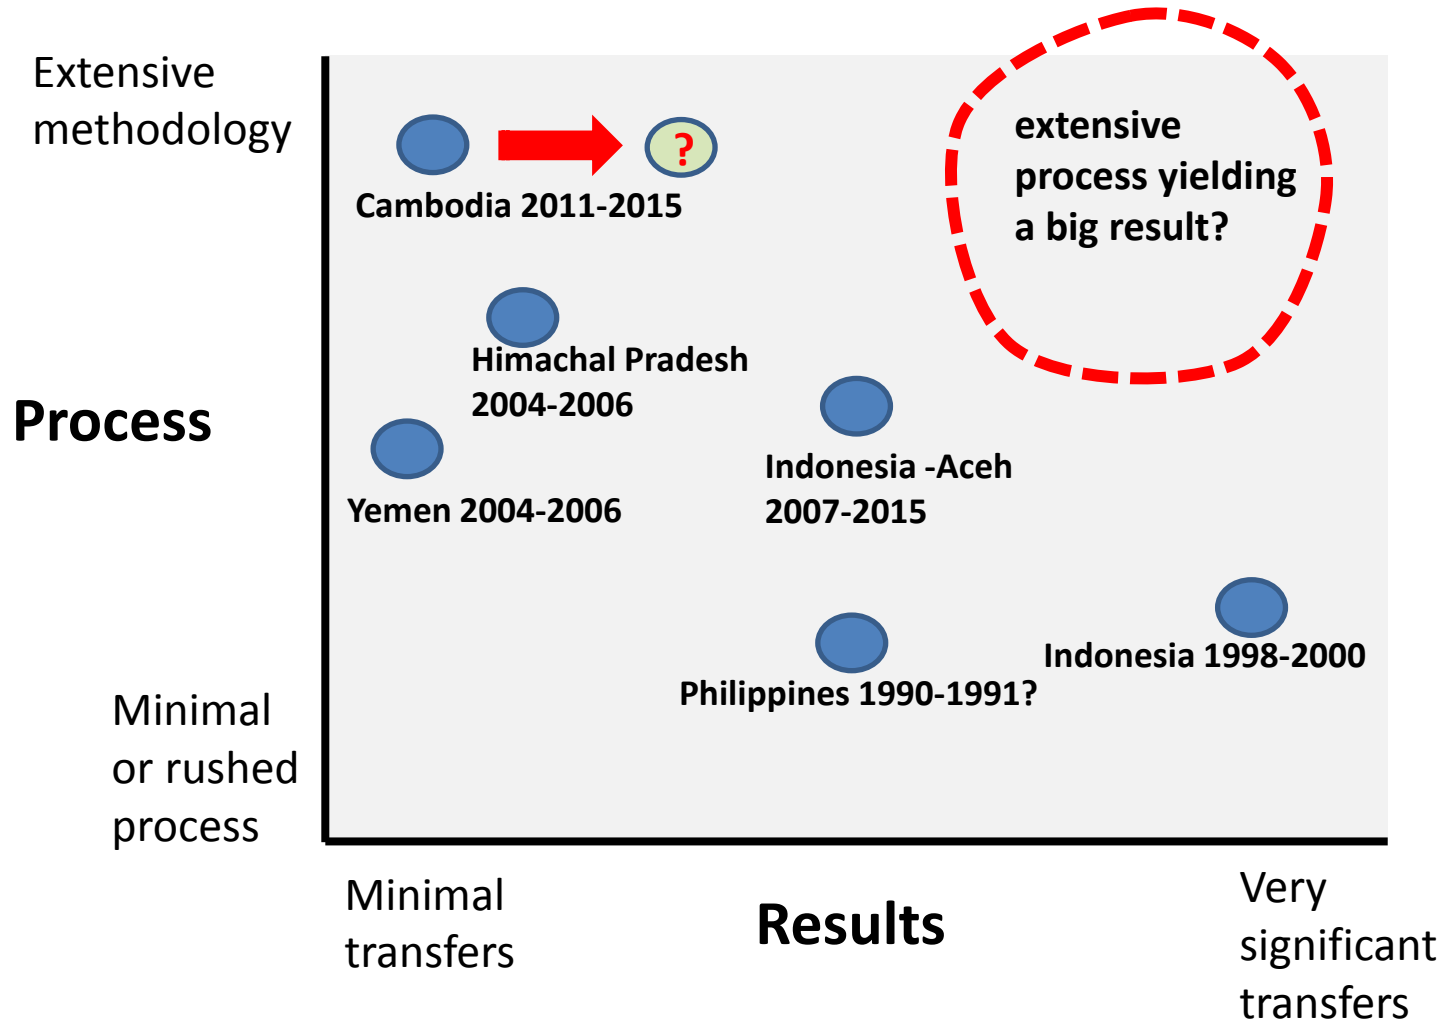 Extensive
methodology
?
Cambodia 2011-2015
extensive
process yielding
a big result?
Himachal Pradesh
2004-2006
Process
Yemen 2004-2006
Indonesia -Aceh
2007-2015
Indonesia 1998-2000
Philippines 1990-1991?
Minimal
or rushed
process
Minimal
transfers
Results
Very
significant
transfers